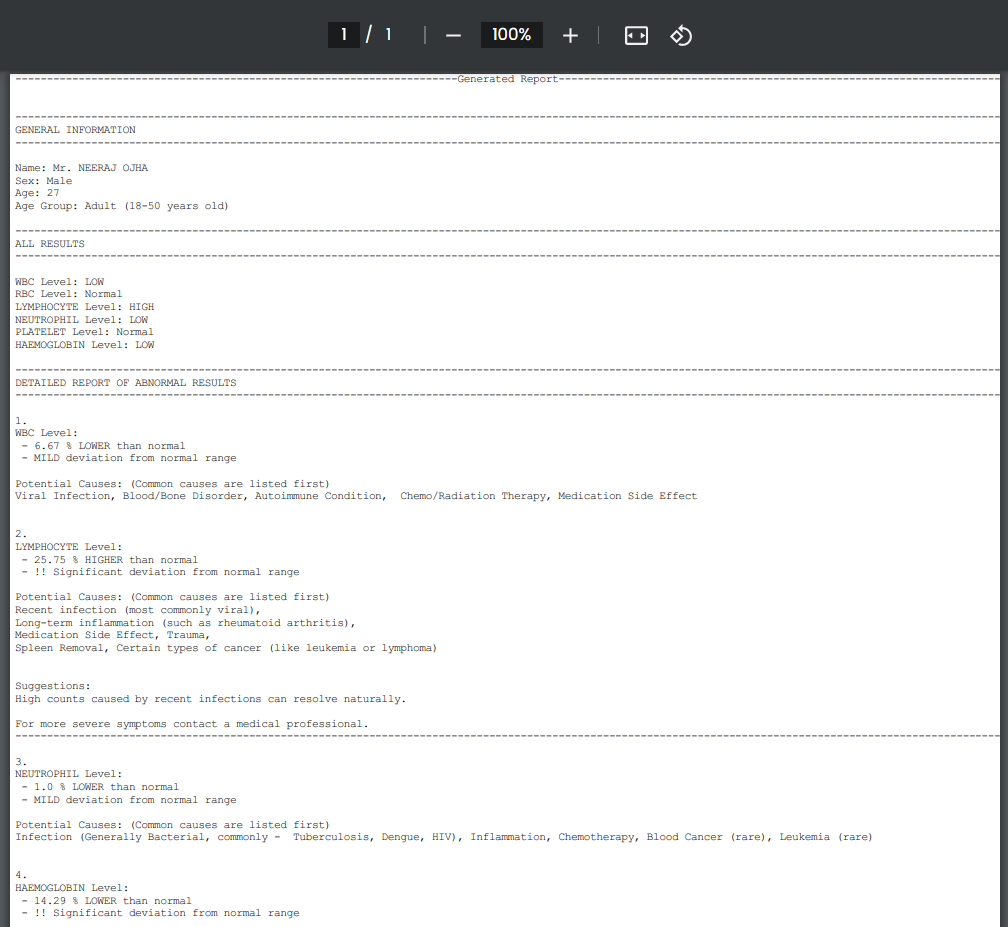 1 / 1 — 100% +
--------------------Generated Report--------------------
GENERAL INFORMATION
Name: Mr. NEERAJ OJHA
Sex: Male
Age: 27
Age Group: Adult (18-50 years old)
ALL RESULTS
WBC Level: LOW
RBC Level: Normal
LYMPHOCYTE Level: HIGH
NEUTROPHIL Level: LOW
PLATELET Level: Normal
HAEMOGLOBIN Level: LOW
DETAILED REPORT OF ABNORMAL RESULTS
1.
WBC Level:
- 6.67 % LOWER than normal
- MILD deviation from normal range
Potential Causes: (Common causes are listed first)
Viral Infection, Blood/Bone Disorder, Autoimmune Condition,  Chemo/Radiation Therapy, Medication Side Effect
2.
LYMPHOCYTE Level:
- 25.75 % HIGHER than normal
- !! Significant deviation from normal range
Potential Causes: (Common causes are listed first)
Recent infection (most commonly viral),
Long-term inflammation (such as rheumatoid arthritis),
Medication Side Effect, Trauma,
Spleen Removal, Certain types of cancer (like leukemia or lymphoma)
Suggestions:
High counts caused by recent infections can resolve naturally.
For more severe symptoms contact a medical professional.
3.
NEUTROPHIL Level:
- 1.0 % LOWER than normal
- MILD deviation from normal range
Potential Causes: (Common causes are listed first)
Infection (Generally Bacterial, commonly -  Tuberculosis, Dengue, HIV), Inflammation, Chemotherapy, Blood Cancer (rare), Leukemia (rare)
4.
HAEMOGLOBIN Level:
- 14.29 % LOWER than normal
- !! Significant deviation from normal range